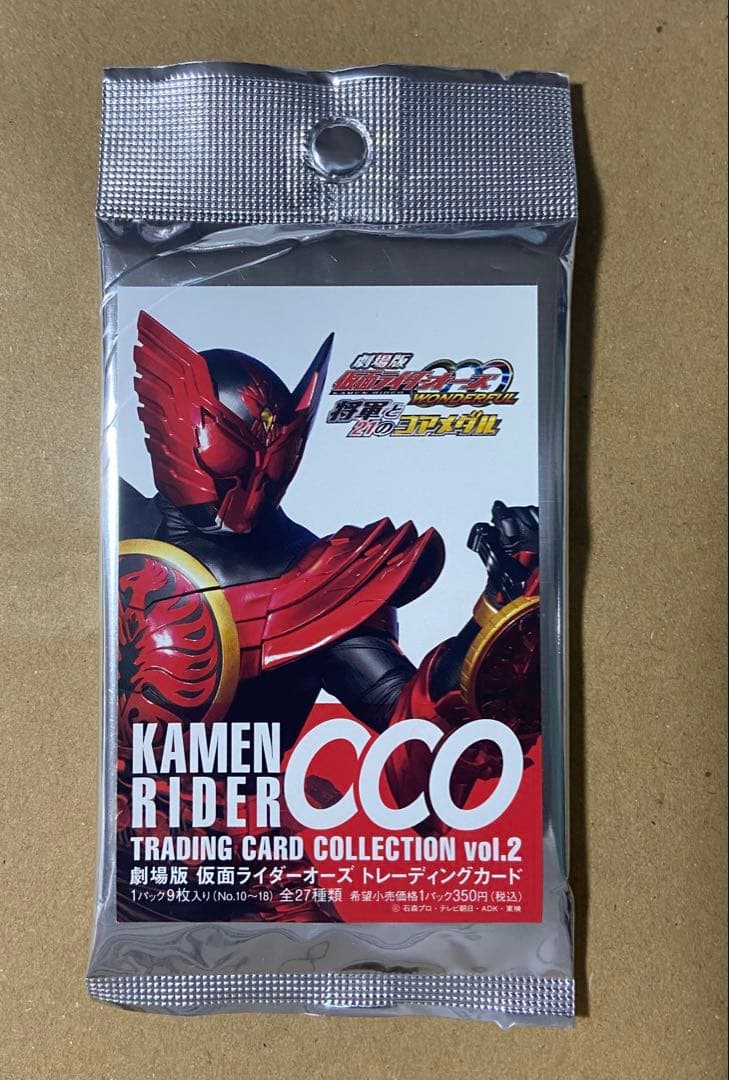 劇場版
仮面ライダーオーズ
KAMEN RIDER OOO WONDERFUL
将軍と
21のコアメダル
KAMEN
RIDER OOO
TRADING CARD COLLECTION vol.2
劇場版 仮面ライダーオーズ トレーディングカード
1パック9枚入り(No.10〜18) 全27種類 希望小売価格1パック350円(税込)
© 石森プロ・テレビ朝日・ADK・東検